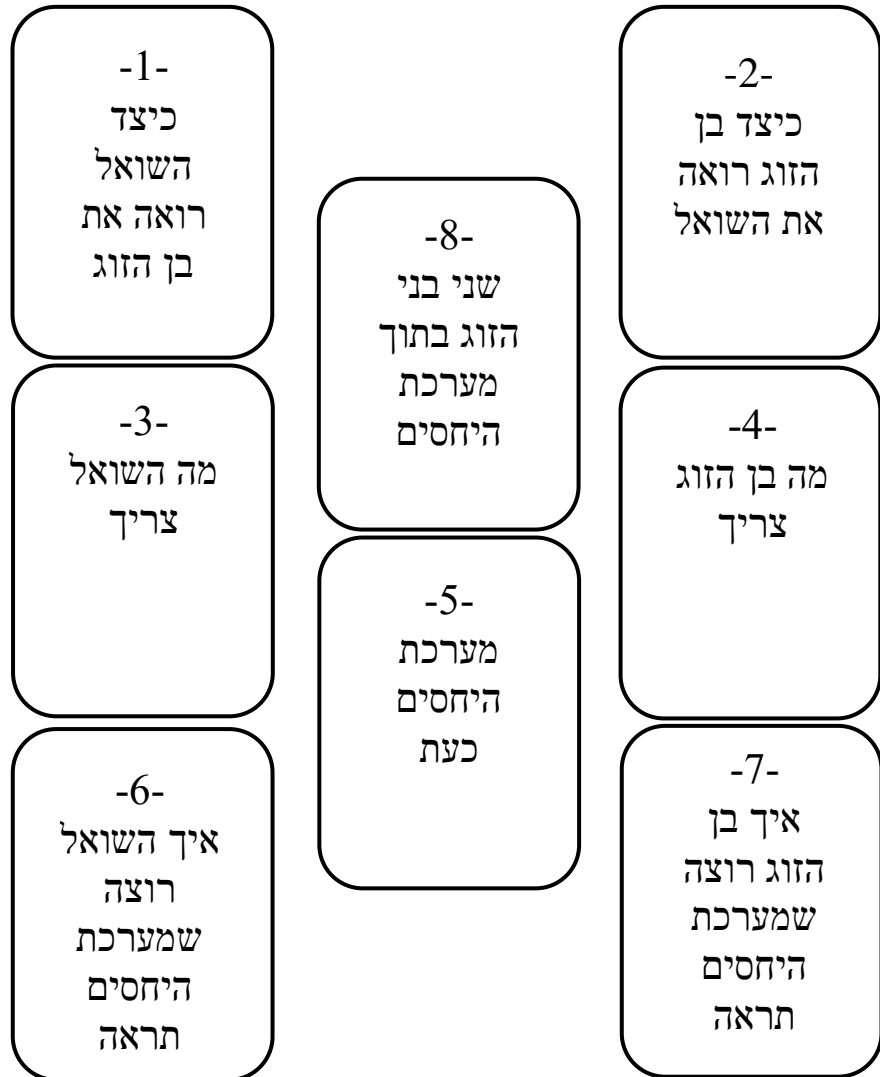 -1-
כיצד
השואל
רואה את
בן הזוג
-2-
כיצד בן
הזוג רואה
את השואל
-3-
מה השואל
צריך
-4-
מה בן הזוג
צריך
-5-
מערכת
היחסים
כעת
-6-
איך השואל
רוצה
שמערכת
היחסים
תראה
-7-
איך בן
הזוג רוצה
שמערכת
היחסים
תראה
-8-
שני בני
הזוג בתוך
מערכת
היחסים